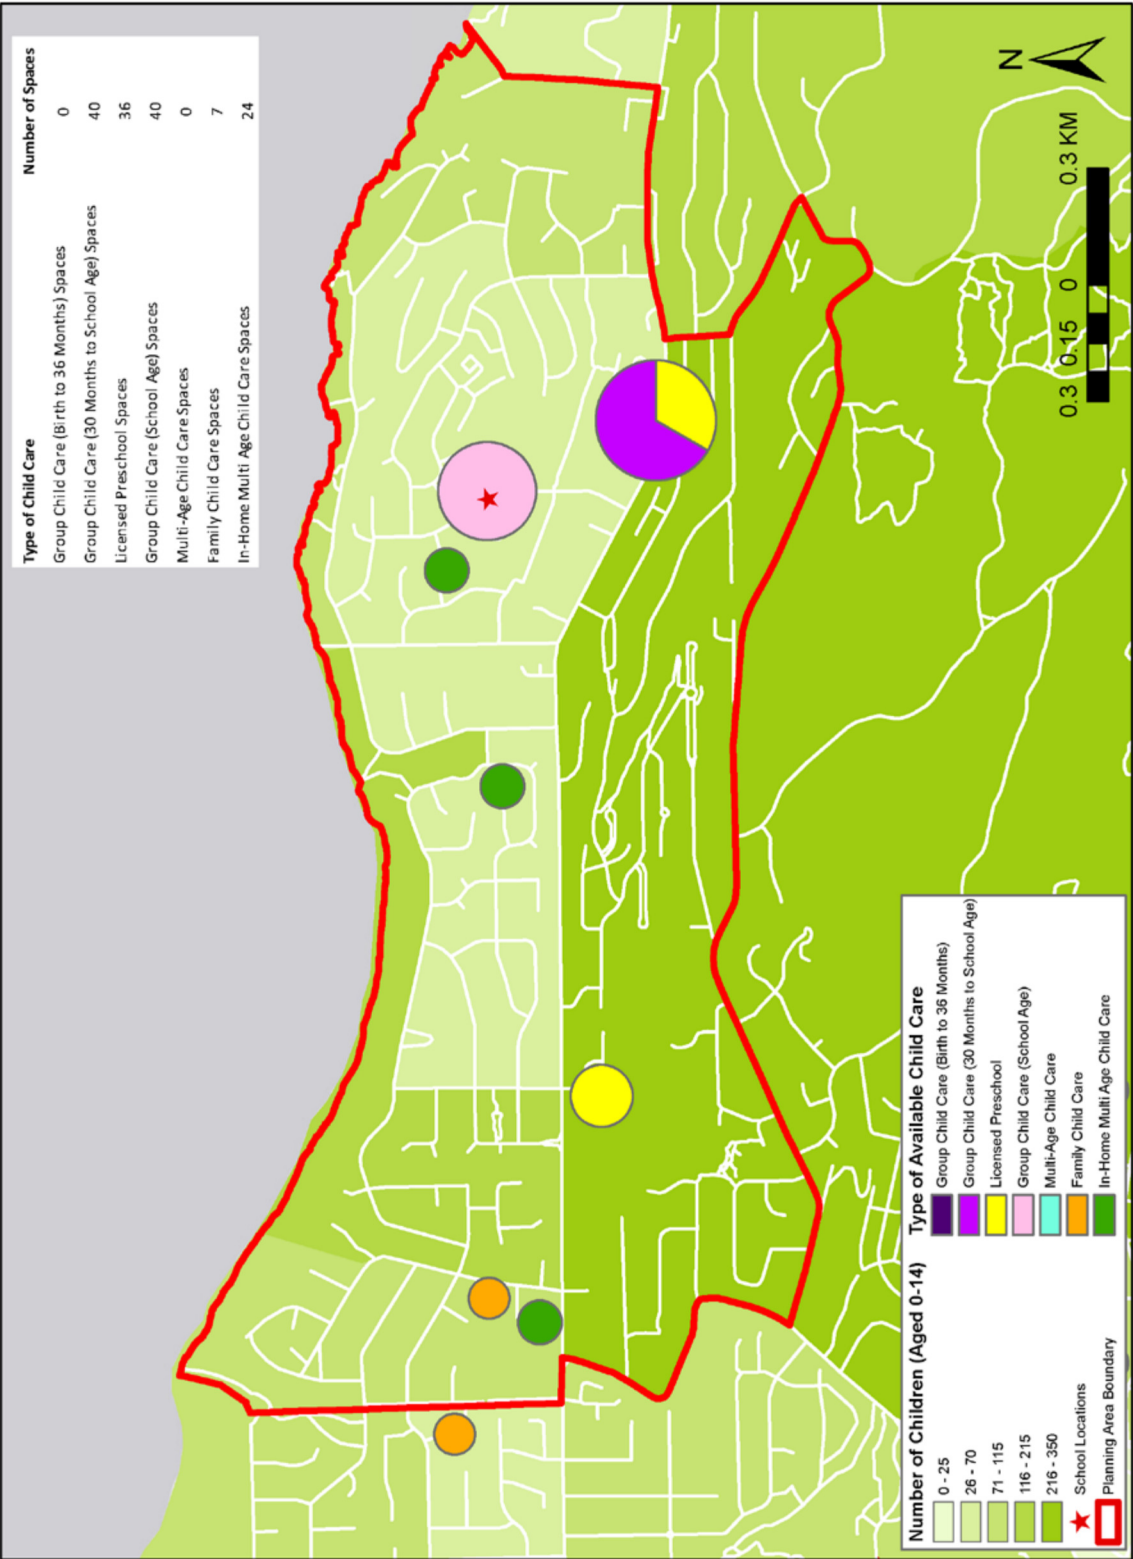 Type of Child Care Number of Spaces
Group Child Care (Birth to 36 Months) Spaces 0
Group Child Care (30 Months to School Age) Spaces 40
Licensed Preschool Spaces 36
Group Child Care (School Age) Spaces 40
Multi-Age Child Care Spaces 0
Family Child Care Spaces 7
In-Home Multi Age Child Care Spaces 24
Number of Children (Aged 0-14)
0 - 25
26 - 70
71 - 115
116 - 215
216 - 350
School Locations
Planning Area Boundary
Type of Available Child Care
Group Child Care (Birth to 36 Months)
Group Child Care (30 Months to School Age)
Licensed Preschool
Group Child Care (School Age)
Multi-Age Child Care
Family Child Care
In-Home Multi Age Child Care
N
0.3 0.15 0 0.3 KM